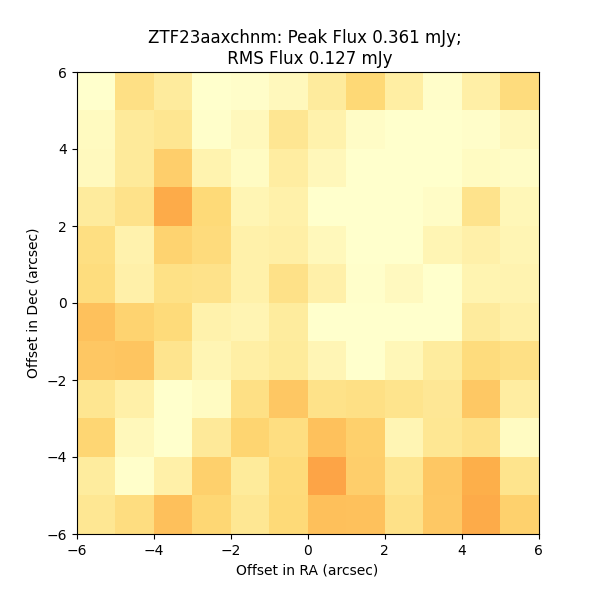 ZTF23aaxchnm: Peak Flux 0.361 mJy;
RMS Flux 0.127 mJy
6
4
2
0
−2
−4
−6
Offset in Dec (arcsec)
−6 −4 −2 0 2 4 6
Offset in RA (arcsec)